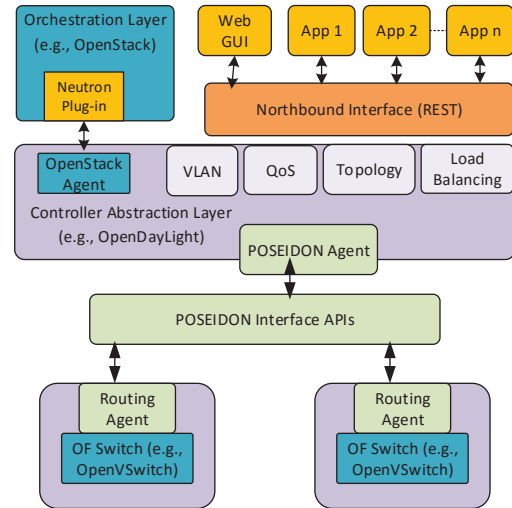 Orchestration Layer
(e.g., OpenStack)
Neutron
Plug-in
Web
GUI
App 1
App 2
App n
Northbound Interface (REST)
OpenStack
Agent
VLAN
QoS
Topology
Load
Balancing
Controller Abstraction Layer
(e.g., OpenDayLight)
POSEIDON Agent
POSEIDON Interface APIs
Routing
Agent
OF Switch (e.g.,
OpenVSwitch)
Routing
Agent
OF Switch (e.g.,
OpenVSwitch)